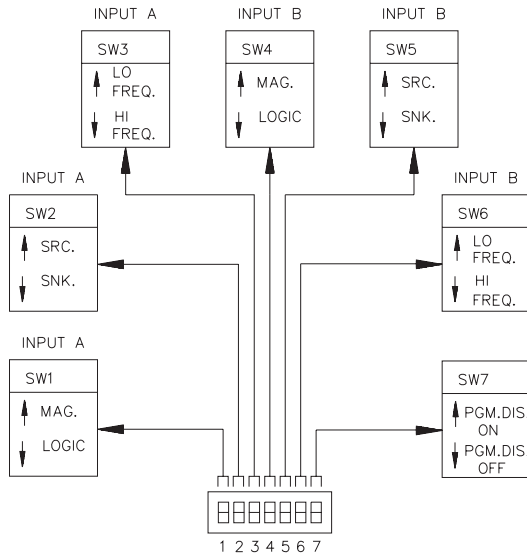 INPUT A
SW3
LO
FREQ.
HI
FREQ.
INPUT B
SW4
MAG.
LOGIC
INPUT B
SW5
SRC.
SNK.
INPUT A
SW2
SRC.
SNK.
INPUT B
SW6
LO
FREQ.
HI
FREQ.
INPUT A
SW1
MAG.
LOGIC
SW7
PGM.DIS.
ON
PGM.DIS.
OFF
1 2 3 4 5 6 7